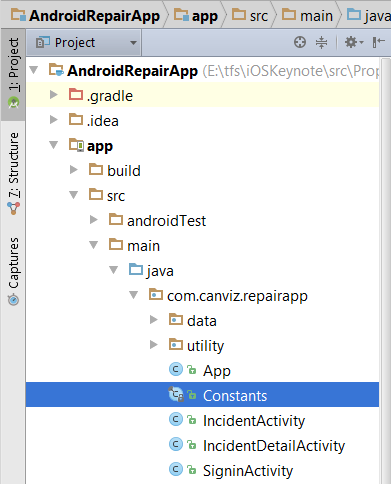 AndroidRepairApp app src main java
Project
1: Project
Z: Structure
Captures
AndroidRepairApp (E:\tfs\iOSKeynote\src\Prop
.gradle
.idea
app
build
src
androidTest
main
java
com.canviz.repairapp
data
utility
App
Constants
IncidentActivity
IncidentDetailActivity
SigninActivity